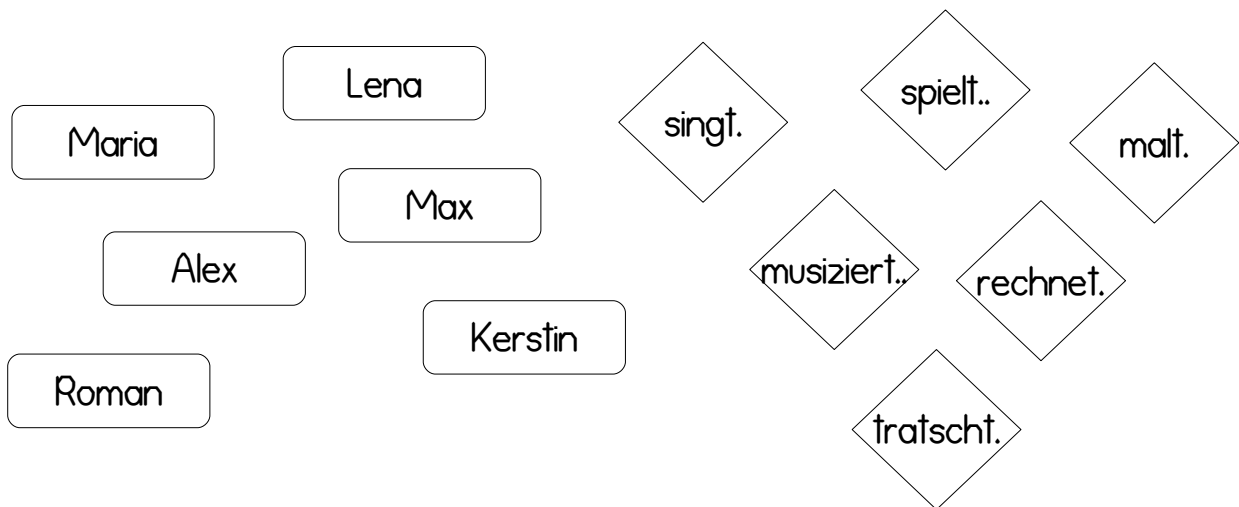 Lena
Maria
Max
Alex
Kerstin
Roman
singt.
spielt..
malt.
musiziert..
rechnet.
tratscht.